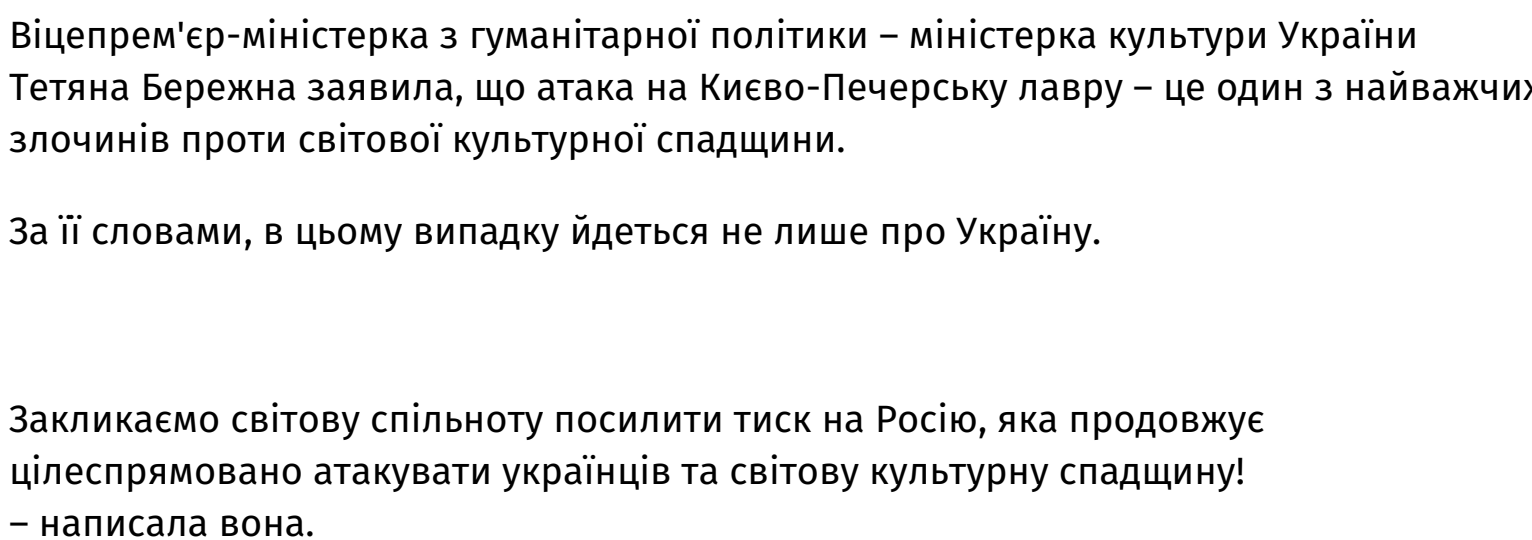 Віцепрем'єр-міністерка з гуманітарної політики – міністерка культури України
Тетяна Бережна заявила, що атака на Києво-Печерську лавру – це один з найважчих
злочинів проти світової культурної спадщини.
За її словами, в цьому випадку йдеться не лише про Україну.
Закликаємо світову спільноту посилити тиск на Росію, яка продовжує
цілеспрямовано атакувати українців та світову культурну спадщину!
– написала вона.